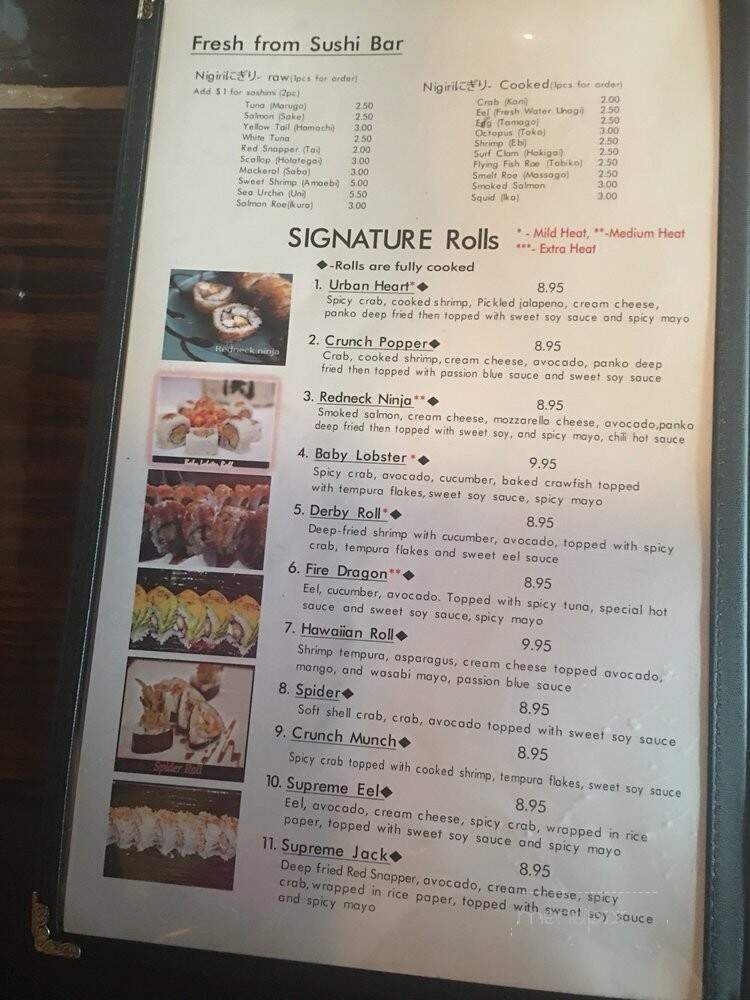 Fresh from Sushi Bar
Nigiriにぎり- raw(1pcs for order)
Add $1 for sashimi (2pc)
Tuna (Marugo) 2.50
Salmon (Sake) 2.50
Yellow Tail (Hamachi) 3.00
White Tuna 2.50
Red Snapper (Tai) 2.00
Scallop (Hotategai) 3.00
Mackeral (Saba) 3.00
Sweet Shrimp (Amaebi) 5.00
Sea Urchin (Uni) 5.50
Salmon Roe(Ikura) 3.00
Nigiriにぎり- Cooked(1pcs for order)
Crab (Kani) 2.00
Eel (Fresh Water Unagi) 2.50
Egg (Tamago) 2.50
Octopus (Tako) 3.00
Shrimp (Ebi) 2.50
Surf Clam (Hokigai) 2.50
Flying Fish Roe (Tobiko) 2.50
Smelt Roe (Massago) 2.50
Smoked Salmon 3.00
Squid (Ika) 3.00
SIGNATURE Rolls
* - Mild Heat, **-Medium Heat
***- Extra Heat
◆-Rolls are fully cooked
1. Urban Heart*◆ 8.95
Spicy crab, cooked shrimp, Pickled jalapeno, cream cheese,
panko deep fried then topped with sweet soy sauce and spicy mayo
2. Crunch Popper◆ 8.95
Crab, cooked shrimp, cream cheese, avocado, panko deep
fried then topped with passion blue sauce and sweet soy sauce
3. Redneck Ninja**◆ 8.95
Smoked salmon, cream cheese, mozzarella cheese, avocado,panko
deep fried then topped with sweet soy, and spicy mayo, chili hot sauce
4. Baby Lobster *◆ 9.95
Spicy crab, avocado, cucumber, baked crawfish topped
with tempura flakes, sweet soy sauce, spicy mayo
5. Derby Roll*◆ 8.95
Deep-fried shrimp with cucumber, avocado, topped with spicy
crab, tempura flakes and sweet eel sauce
6. Fire Dragon**◆ 8.95
Eel, cucumber, avocado. Topped with spicy tuna, special hot
sauce and sweet soy sauce, spicy mayo
7. Hawaiian Roll◆ 9.95
Shrimp tempura, asparagus, cream cheese topped avocado,
mango, and wasabi mayo, passion blue sauce
8. Spider◆ 8.95
Soft shell crab, crab, avocado topped with sweet soy sauce
9. Crunch Munch◆ 8.95
Spicy crab topped with cooked shrimp, tempura flakes, sweet soy sauce
10. Supreme Eel◆ 8.95
Eel, avocado, cream cheese, spicy crab, wrapped in rice
paper, topped with sweet soy sauce and spicy mayo
11. Supreme Jack◆ 8.95
Deep fried Red Snapper, avocado, cream cheese, spicy
crab, wrapped in rice paper, topped with sweet soy sauce
and spicy mayo
Redneck ninja
Baby Lobster Roll
Spider Roll